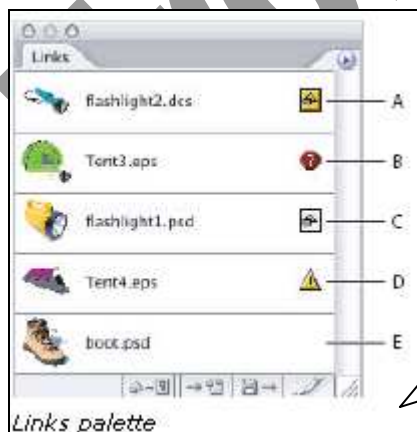 Links
flashlight2.dcs
A
Tent3.eps
B
flashlight1.psd
C
Tent4.eps
D
boot.psd
E
Links palette